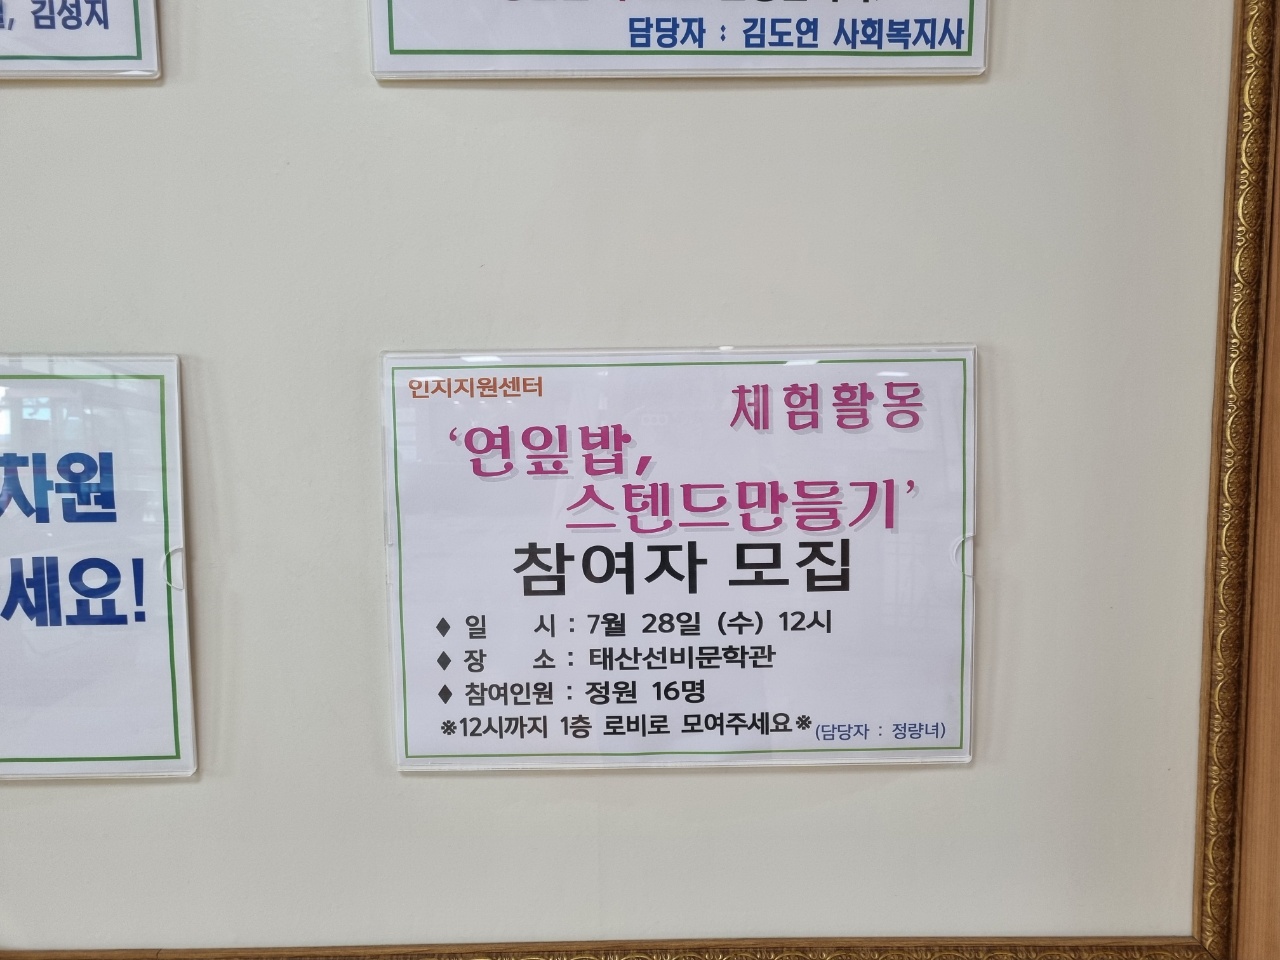 김성지
담당자 : 김도연 사회복지사
차원
세요!
인지지원센터
체험활동
‘연잎밥,
스텐드만들기’
참여자 모집
♦ 일 시 : 7월 28일 (수) 12시
♦ 장 소 : 태산선비문학관
♦ 참여인원 : 정원 16명
※12시까지 1층 로비로 모여주세요※
(담당자 : 정량녀)